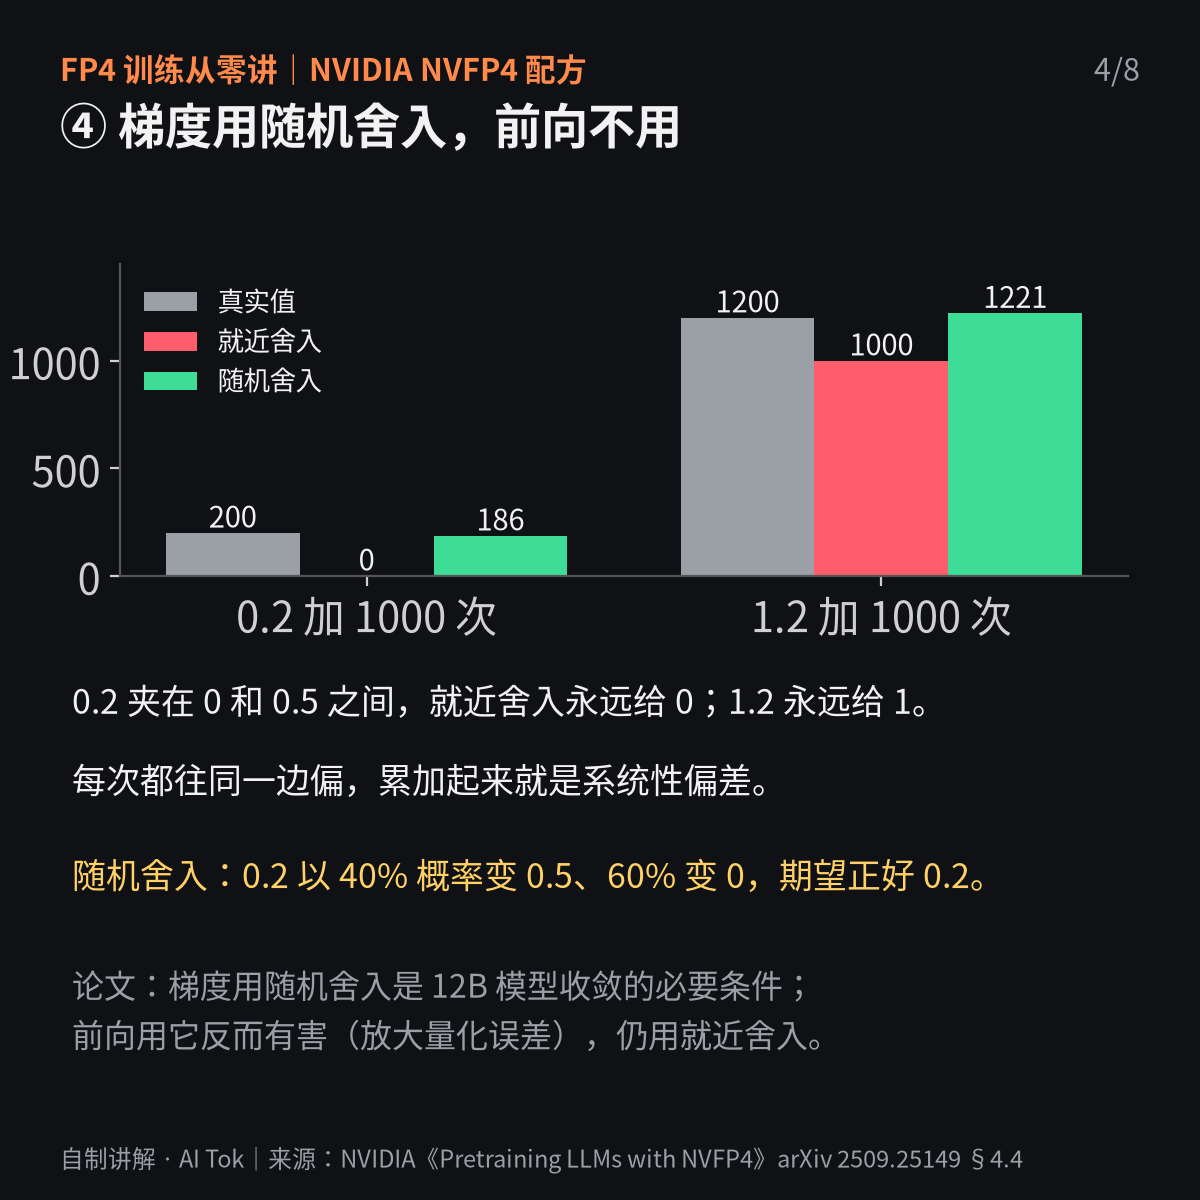 FP4 训练从零讲｜NVIDIA NVFP4 配方
4/8
④ 梯度用随机舍入，前向不用
真实值
就近舍入
随机舍入
1000
500
0
200
0
186
1200
1000
1221
0.2 加 1000 次
1.2 加 1000 次
0.2 夹在 0 和 0.5 之间，就近舍入永远给 0；1.2 永远给 1。
每次都往同一边偏，累加起来就是系统性偏差。
随机舍入：0.2 以 40% 概率变 0.5、60% 变 0，期望正好 0.2。
论文：梯度用随机舍入是 12B 模型收敛的必要条件；
前向用它反而有害（放大量化误差），仍用就近舍入。
自制讲解 · AI Tok｜来源：NVIDIA《Pretraining LLMs with NVFP4》arXiv 2509.25149 §4.4